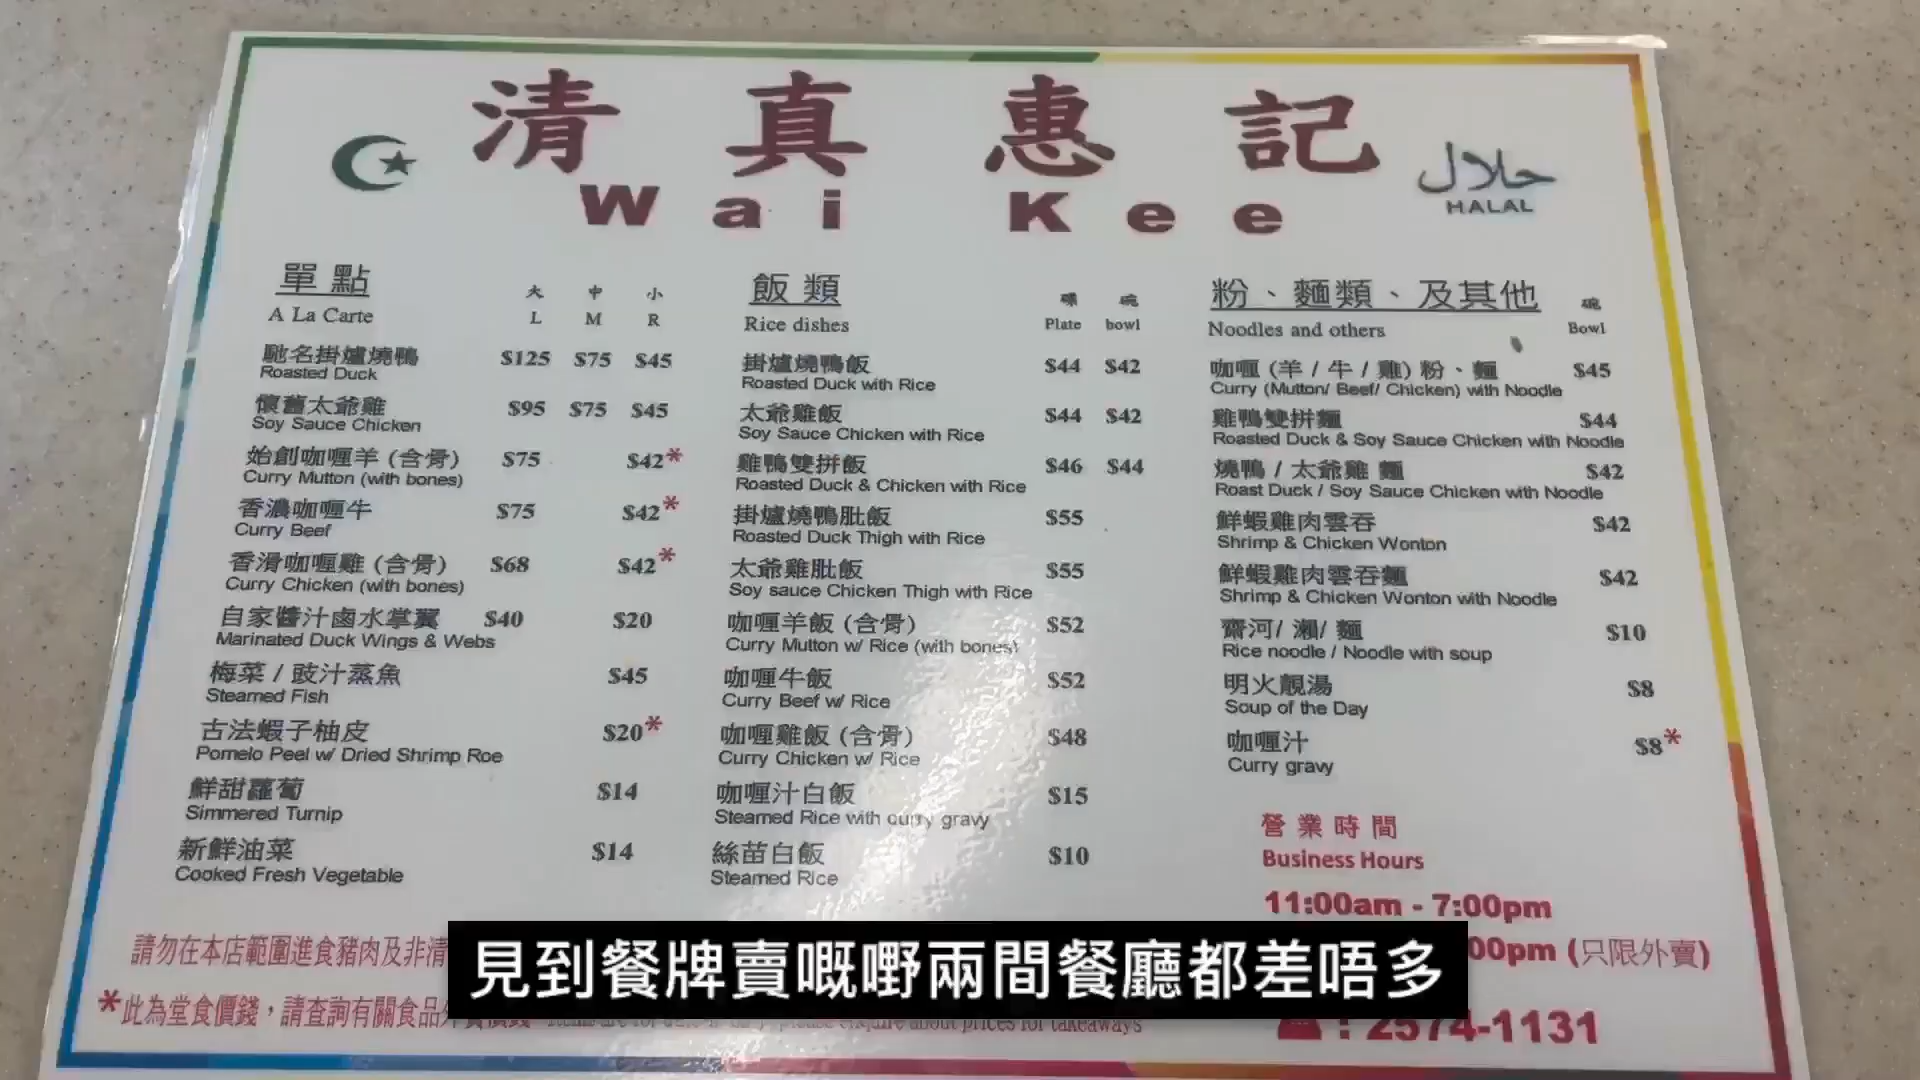 清真惠記
Wai Kee
حلال
HALAL
單點
A La Carte
大 中 小
L M R
馳名掛爐燒鴨 $125 $75 $45
Roasted Duck
懷舊太爺雞 $95 $75 $45
Soy Sauce Chicken
始創咖喱羊 (含骨) $75 $42*
Curry Mutton (with bones)
香濃咖喱牛 $75 $42*
Curry Beef
香滑咖喱雞 (含骨) $68 $42*
Curry Chicken (with bones)
自家醬汁鹵水掌翼 $40 $20
Marinated Duck Wings & Webs
梅菜 / 豉汁蒸魚 $45
Steamed Fish
古法蝦子柚皮 $20*
Pomelo Peel w/ Dried Shrimp Roe
鮮甜蘿蔔 $14
Simmered Turnip
新鮮油菜 $14
Cooked Fresh Vegetable
飯類
Rice dishes
碟 碗
Plate bowl
掛爐燒鴨飯 $44 $42
Roasted Duck with Rice
太爺雞飯 $44 $42
Soy Sauce Chicken with Rice
雞鴨雙拼飯 $46 $44
Roasted Duck & Chicken with Rice
掛爐燒鴨肶飯 $55
Roasted Duck Thigh with Rice
太爺雞肶飯 $55
Soy sauce Chicken Thigh with Rice
咖喱羊飯 (含骨) $52
Curry Mutton w/ Rice (with bones)
咖喱牛飯 $52
Curry Beef w/ Rice
咖喱雞飯 (含骨) $48
Curry Chicken w/ Rice
咖喱汁白飯 $15
Steamed Rice with curry gravy
絲苗白飯 $10
Steamed Rice
粉、麵類、及其他
Noodles and others
碗
Bowl
咖喱 (羊 / 牛 / 雞) 粉、麵 $45
Curry (Mutton/ Beef/ Chicken) with Noodle
雞鴨雙拼麵 $44
Roasted Duck & Soy Sauce Chicken with Noodle
燒鴨 / 太爺雞 麵 $42
Roast Duck / Soy Sauce Chicken with Noodle
鮮蝦雞肉雲吞 $42
Shrimp & Chicken Wonton
鮮蝦雞肉雲吞麵 $42
Shrimp & Chicken Wonton with Noodle
齋河/ 瀨/ 麵 $10
Rice noodle / Noodle with soup
明火靚湯 $8
Soup of the Day
咖喱汁 $8*
Curry gravy
營業時間
Business Hours
11:00am - 7:00pm
00pm (只限外賣)
請勿在本店範圍進食豬肉及非清
*此為堂食價錢，請查詢有關食品外賣價錢
please enquire about prices for takeaways
: 2574-1131
見到餐牌賣嘅嘢兩間餐廳都差唔多